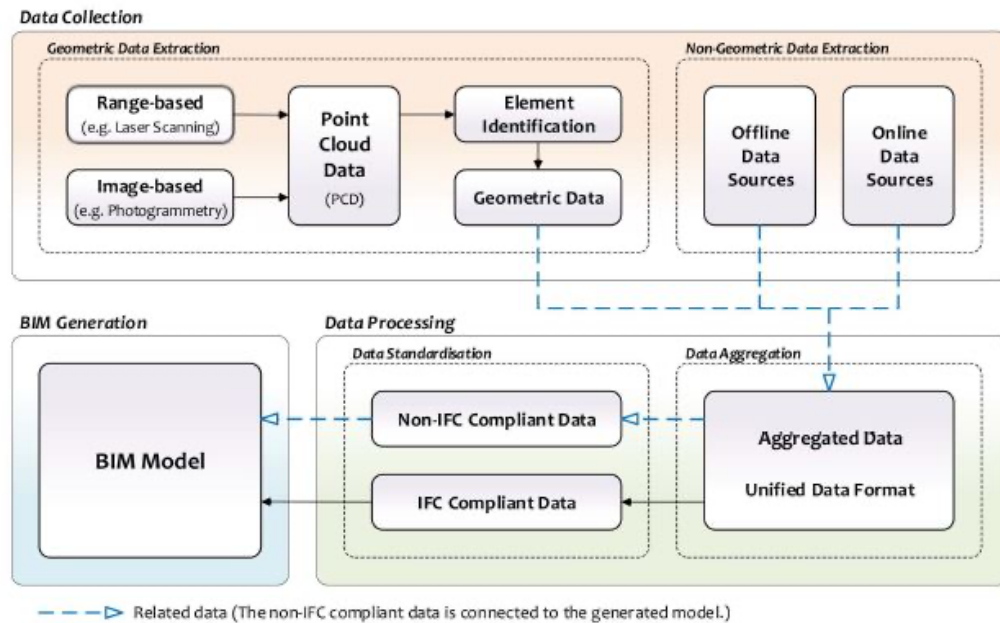 Data Collection
Geometric Data Extraction
Non-Geometric Data Extraction
Range-based
(e.g. Laser Scanning)
Image-based
(e.g. Photogrammetry)
Point
Cloud
Data
(PCD)
Element
Identification
Geometric Data
Offline
Data
Sources
Online
Data
Sources
BIM Generation
Data Processing
Data Standardisation
Data Aggregation
BIM Model
Non-IFC Compliant Data
IFC Compliant Data
Aggregated Data
Unified Data Format
Related data (The non-IFC compliant data is connected to the generated model.)